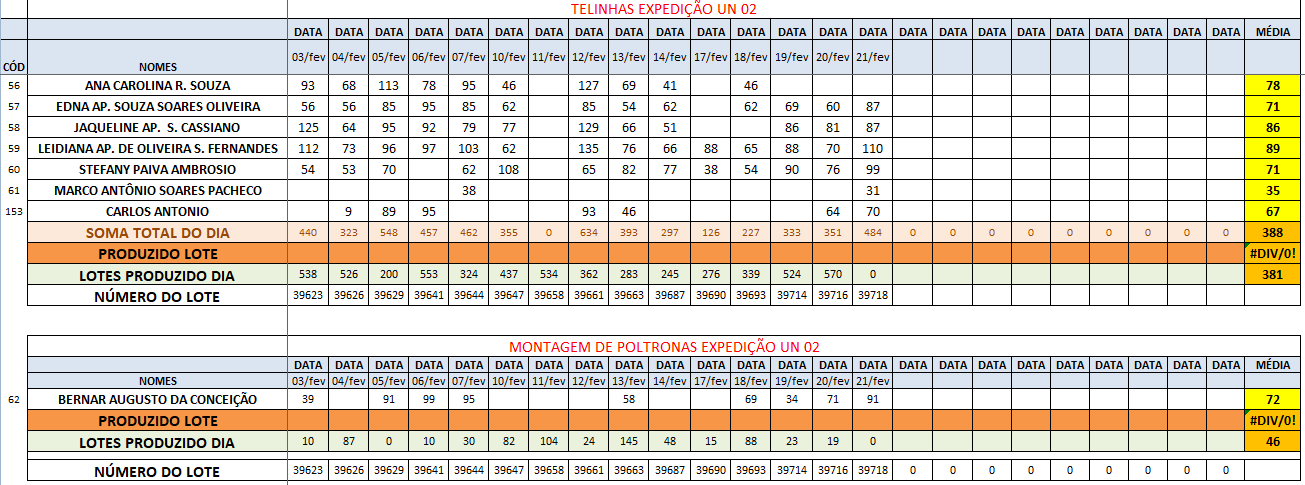 TELINHAS EXPEDIÇÃO UN 02
DATA DATA DATA DATA DATA DATA DATA DATA DATA DATA DATA DATA DATA DATA DATA DATA DATA DATA DATA DATA DATA DATA DATA DATA MÉDIA
CÓD NOMES 03/fev 04/fev 05/fev 06/fev 07/fev 10/fev 11/fev 12/fev 13/fev 14/fev 17/fev 18/fev 19/fev 20/fev 21/fev
56 ANA CAROLINA R. SOUZA 93 68 113 78 95 46 127 69 41 46 78
57 EDNA AP. SOUZA SOARES OLIVEIRA 56 56 85 95 85 62 85 54 62 62 69 60 87 71
58 JAQUELINE AP. S. CASSIANO 125 64 95 92 79 77 129 66 51 86 81 87 86
59 LEIDIANA AP. DE OLIVEIRA S. FERNANDES 112 73 96 97 103 62 135 76 66 88 65 88 70 110 89
60 STEFANY PAIVA AMBROSIO 54 53 70 62 108 65 82 77 38 54 90 76 99 71
61 MARCO ANTÔNIO SOARES PACHECO 38 31 35
153 CARLOS ANTONIO 9 89 95 93 46 64 70 67
SOMA TOTAL DO DIA 440 323 548 457 462 355 0 634 393 297 126 227 333 351 484 0 0 0 0 0 0 0 0 0 388
PRODUZIDO LOTE #DIV/0!
LOTES PRODUZIDO DIA 538 526 200 553 324 437 534 362 283 245 276 339 524 570 0 381
NÚMERO DO LOTE 39623 39626 39629 39641 39644 39647 39658 39661 39663 39687 39690 39693 39714 39716 39718
MONTAGEM DE POLTRONAS EXPEDIÇÃO UN 02
DATA DATA DATA DATA DATA DATA DATA DATA DATA DATA DATA DATA DATA DATA DATA DATA DATA DATA DATA DATA DATA DATA DATA DATA MÉDIA
NOMES 03/fev 04/fev 05/fev 06/fev 07/fev 10/fev 11/fev 12/fev 13/fev 14/fev 17/fev 18/fev 19/fev 20/fev 21/fev
62 BERNAR AUGUSTO DA CONCEIÇÃO 39 91 99 95 58 69 34 71 91 72
PRODUZIDO LOTE #DIV/0!
LOTES PRODUZIDO DIA 10 87 0 10 30 82 104 24 145 48 15 88 23 19 0 46
NÚMERO DO LOTE 39623 39626 39629 39641 39644 39647 39658 39661 39663 39687 39690 39693 39714 39716 39718 0 0 0 0 0 0 0 0 0